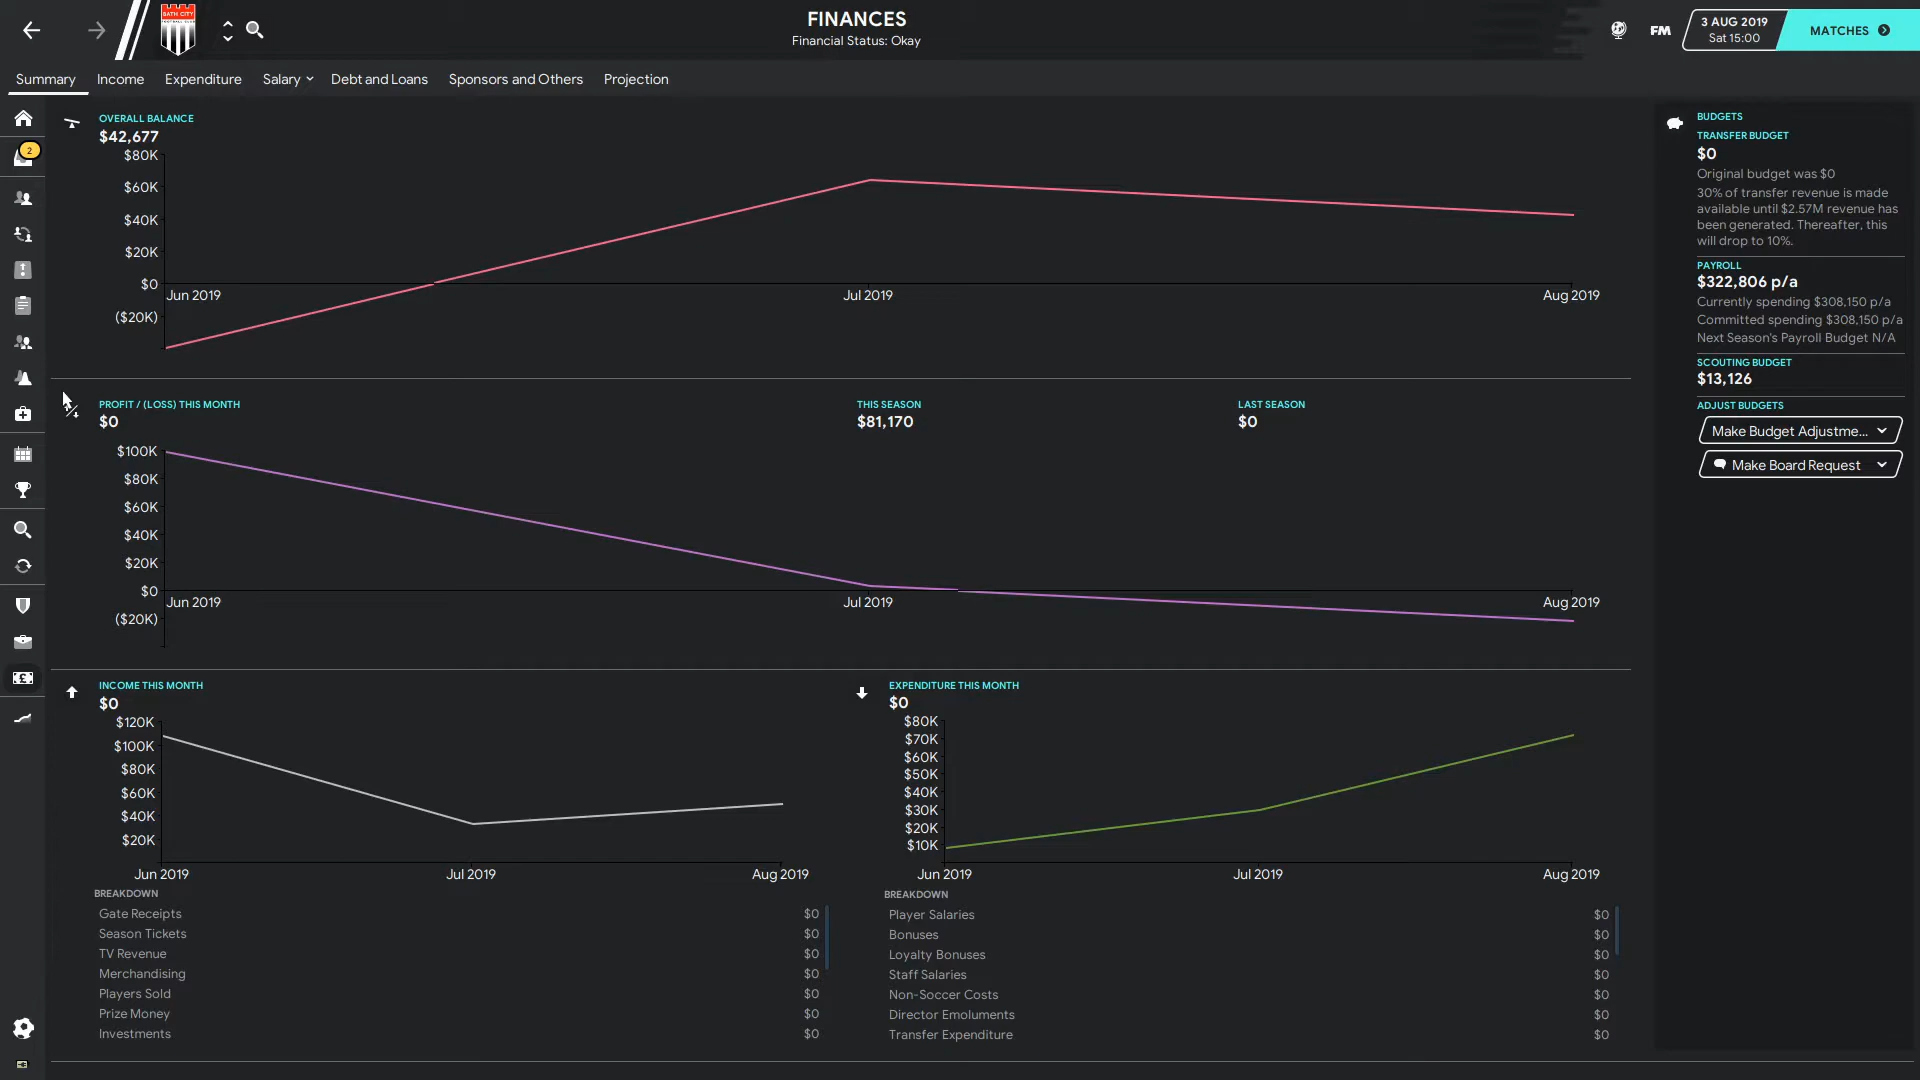 BATH CITY
FOOTBALL CLUB
FINANCES
Financial Status: Okay
FM
3 AUG 2019
Sat 15:00
MATCHES
Summary
Income
Expenditure
Salary
Debt and Loans
Sponsors and Others
Projection
2
OVERALL BALANCE
$42,677
$80K
$60K
$40K
$20K
$0
($20K)
Jun 2019
Jul 2019
Aug 2019
PROFIT / (LOSS) THIS MONTH
$0
THIS SEASON
$81,170
LAST SEASON
$0
$100K
$80K
$60K
$40K
$20K
$0
($20K)
Jun 2019
Jul 2019
Aug 2019
INCOME THIS MONTH
$0
$120K
$100K
$80K
$60K
$40K
$20K
Jun 2019
Jul 2019
Aug 2019
BREAKDOWN
Gate Receipts $0
Season Tickets $0
TV Revenue $0
Merchandising $0
Players Sold $0
Prize Money $0
Investments $0
EXPENDITURE THIS MONTH
$0
$80K
$70K
$60K
$50K
$40K
$30K
$20K
$10K
Jun 2019
Jul 2019
Aug 2019
BREAKDOWN
Player Salaries $0
Bonuses $0
Loyalty Bonuses $0
Staff Salaries $0
Non-Soccer Costs $0
Director Emoluments $0
Transfer Expenditure $0
BUDGETS
TRANSFER BUDGET
$0
Original budget was $0
30% of transfer revenue is made
available until $2.57M revenue has
been generated. Thereafter, this
will drop to 10%.
PAYROLL
$322,806 p/a
Currently spending $308,150 p/a
Committed spending $308,150 p/a
Next Season's Payroll Budget N/A
SCOUTING BUDGET
$13,126
ADJUST BUDGETS
Make Budget Adjustme...
Make Board Request